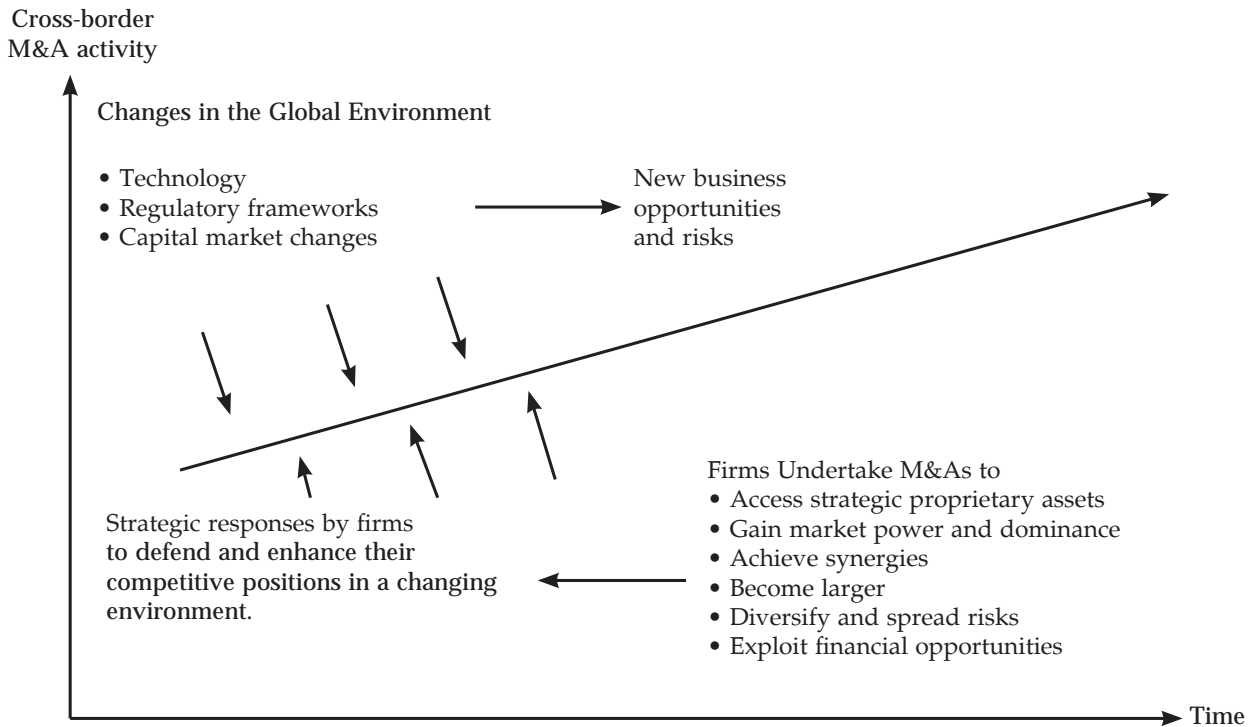 Cross-border
M&A activity
Changes in the Global Environment
• Technology
• Regulatory frameworks
• Capital market changes
New business
opportunities
and risks
Strategic responses by firms
to defend and enhance their
competitive positions in a changing
environment.
Firms Undertake M&As to
• Access strategic proprietary assets
• Gain market power and dominance
• Achieve synergies
• Become larger
• Diversify and spread risks
• Exploit financial opportunities
Time